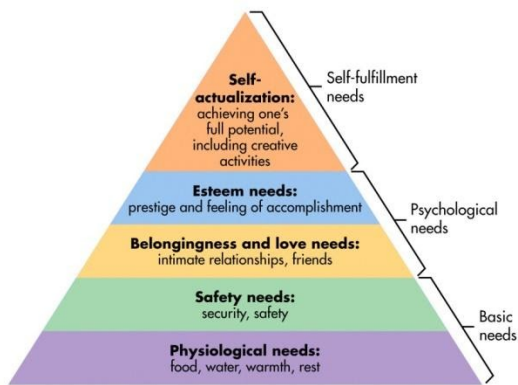 Self-
actualization:
achieving one's
full potential,
including creative
activities
Self-fulfillment
needs
Esteem needs:
prestige and feeling of accomplishment
Psychological
needs
Belongingness and love needs:
intimate relationships, friends
Safety needs:
security, safety
Basic
needs
Physiological needs:
food, water, warmth, rest